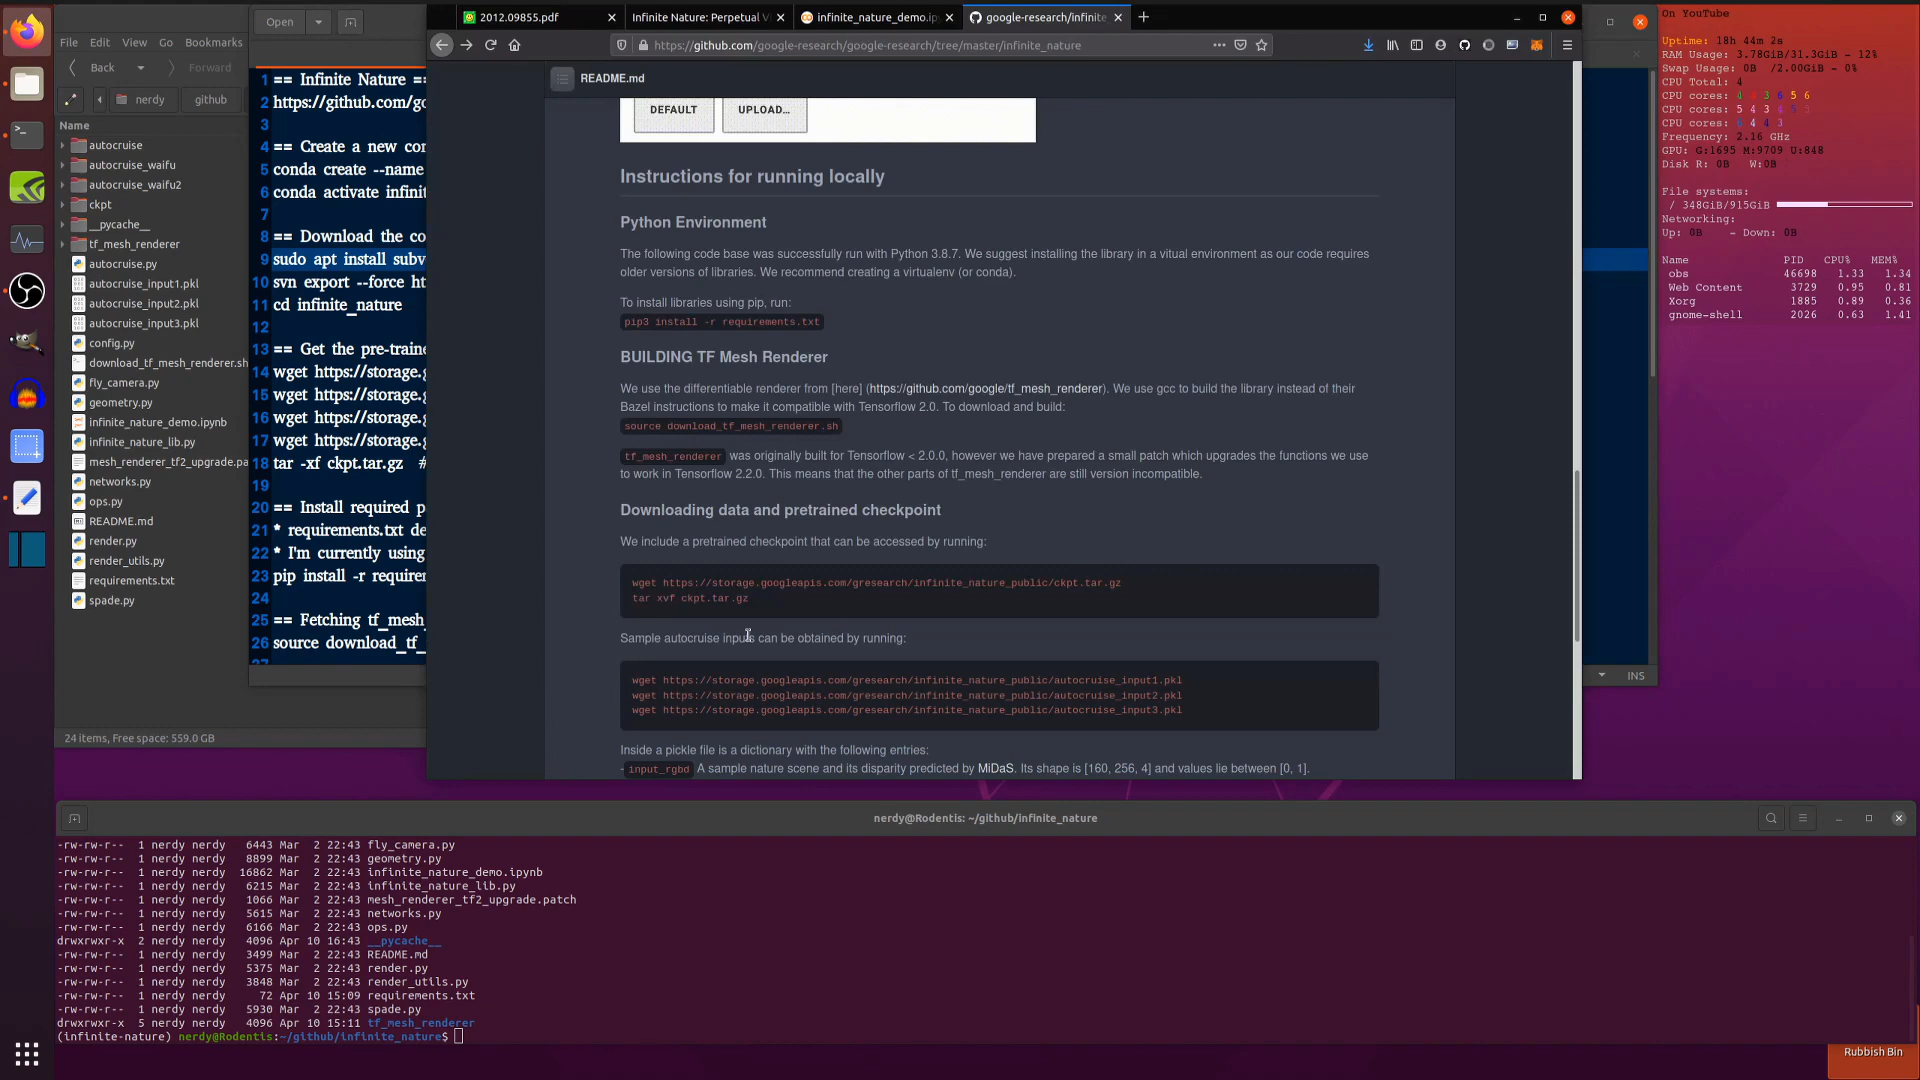 File Edit View Go Bookmarks
Back
Forward
nerdy
github
Name
autocruise
autocruise_waifu
autocruise_waifu2
ckpt
__pycache__
tf_mesh_renderer
autocruise.py
autocruise_input1.pkl
autocruise_input2.pkl
autocruise_input3.pkl
config.py
download_tf_mesh_renderer.sh
fly_camera.py
geometry.py
infinite_nature_demo.ipynb
infinite_nature_lib.py
mesh_renderer_tf2_upgrade.pa
networks.py
ops.py
README.md
render.py
render_utils.py
requirements.txt
spade.py
24 items, Free space: 559.0 GB
Open
1 == Infinite Nature ==
2 https://github.com/go
3
4 == Create a new con
5 conda create --name
6 conda activate infinit
7
8 == Download the co
9 sudo apt install subv
10 svn export --force ht
11 cd infinite_nature
12
13 == Get the pre-traine
14 wget https://storage.g
15 wget https://storage.g
16 wget https://storage.g
17 wget https://storage.g
18 tar -xf ckpt.tar.gz #
19
20 == Install required p
21 * requirements.txt de
22 * I'm currently using
23 pip install -r requiren
24
25 == Fetching tf_mesh_
26 source download_tf_
27
INS
2012.09855.pdf
Infinite Nature: Perpetual V
infinite_nature_demo.ip
google-research/infinite
https://github.com/google-research/google-research/tree/master/infinite_nature
README.md
DEFAULT
UPLOAD...
Instructions for running locally
Python Environment
The following code base was successfully run with Python 3.8.7. We suggest installing the library in a vitual environment as our code requires
older versions of libraries. We recommend creating a virtualenv (or conda).
To install libraries using pip, run:
pip3 install -r requirements.txt
BUILDING TF Mesh Renderer
We use the differentiable renderer from [here] (https://github.com/google/tf_mesh_renderer). We use gcc to build the library instead of their
Bazel instructions to make it compatible with Tensorflow 2.0. To download and build:
source download_tf_mesh_renderer.sh
tf_mesh_renderer was originally built for Tensorflow < 2.0.0, however we have prepared a small patch which upgrades the functions we use
to work in Tensorflow 2.2.0. This means that the other parts of tf_mesh_renderer are still version incompatible.
Downloading data and pretrained checkpoint
We include a pretrained checkpoint that can be accessed by running:
wget https://storage.googleapis.com/gresearch/infinite_nature_public/ckpt.tar.gz
tar xvf ckpt.tar.gz
Sample autocruise inputs can be obtained by running:
wget https://storage.googleapis.com/gresearch/infinite_nature_public/autocruise_input1.pkl
wget https://storage.googleapis.com/gresearch/infinite_nature_public/autocruise_input2.pkl
wget https://storage.googleapis.com/gresearch/infinite_nature_public/autocruise_input3.pkl
Inside a pickle file is a dictionary with the following entries:
- input_rgbd A sample nature scene and its disparity predicted by MiDaS. Its shape is [160, 256, 4] and values lie between [0, 1].
On YouTube
Uptime: 18h 44m 2s
RAM Usage: 3.78GiB/31.3GiB - 12%
Swap Usage: 0B /2.00GiB - 0%
CPU Total: 4
CPU cores: 4 3 6 5 6
CPU cores: 5 4 3
CPU cores: 4 4 3
Frequency: 2.16 GHz
GPU: G:1695 M:9709 U:848
Disk R: 0B W:0B
File systems:
/ 348GiB/915GiB
Networking:
Up: 0B - Down: 0B
Name PID CPU% MEM%
obs 46698 1.33 1.34
Web Content 3729 0.95 0.81
Xorg 1885 0.89 0.36
gnome-shell 2026 0.63 1.41
nerdy@Rodentis: ~/github/infinite_nature
-rw-rw-r-- 1 nerdy nerdy 6443 Mar 2 22:43 fly_camera.py
-rw-rw-r-- 1 nerdy nerdy 8899 Mar 2 22:43 geometry.py
-rw-rw-r-- 1 nerdy nerdy 16862 Mar 2 22:43 infinite_nature_demo.ipynb
-rw-rw-r-- 1 nerdy nerdy 6215 Mar 2 22:43 infinite_nature_lib.py
-rw-rw-r-- 1 nerdy nerdy 1066 Mar 2 22:43 mesh_renderer_tf2_upgrade.patch
-rw-rw-r-- 1 nerdy nerdy 5615 Mar 2 22:43 networks.py
-rw-rw-r-- 1 nerdy nerdy 6166 Mar 2 22:43 ops.py
drwxrwxr-x 2 nerdy nerdy 4096 Apr 10 16:43 __pycache__
-rw-rw-r-- 1 nerdy nerdy 3499 Mar 2 22:43 README.md
-rw-rw-r-- 1 nerdy nerdy 5375 Mar 2 22:43 render.py
-rw-rw-r-- 1 nerdy nerdy 3848 Mar 2 22:43 render_utils.py
-rw-rw-r-- 1 nerdy nerdy 72 Apr 10 15:09 requirements.txt
-rw-rw-r-- 1 nerdy nerdy 5930 Mar 2 22:43 spade.py
drwxrwxr-x 5 nerdy nerdy 4096 Apr 10 15:11 tf_mesh_renderer
(infinite-nature) nerdy@Rodentis:~/github/infinite_nature$
Rubbish Bin